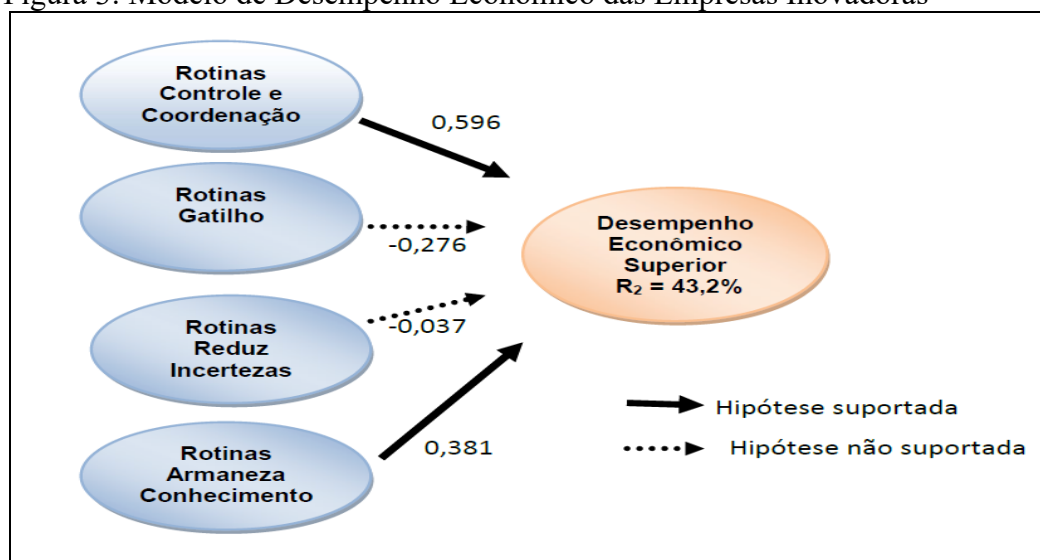 Figura 3: Modelo de Desempenho Econômico das Empresas Inovadoras
Rotinas
Controle e
Coordenação
0,596
Rotinas
Gatilho
-0,276
Desempenho
Econômico
Superior
R₂ = 43,2%
Rotinas
Reduz
Incertezas
-0,037
Rotinas
Armaneza
Conhecimento
0,381
Hipótese suportada
Hipótese não suportada